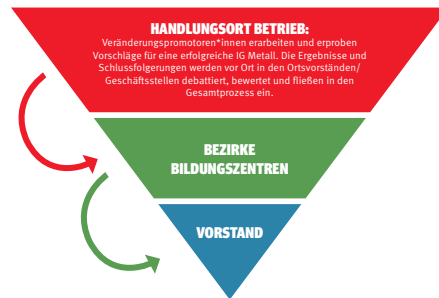 HANDLUNGSORT BETRIEB:
Veränderungspromotoren*innen erarbeiten und erproben
Vorschläge für eine erfolgreiche IG Metall. Die Ergebnisse und
Schlussfolgerungen werden vor Ort in den Ortsvorständen/
Geschäftsstellen debattiert, bewertet und fließen in den
Gesamtprozess ein.
BEZIRKE
BILDUNGSZENTREN
VORSTAND